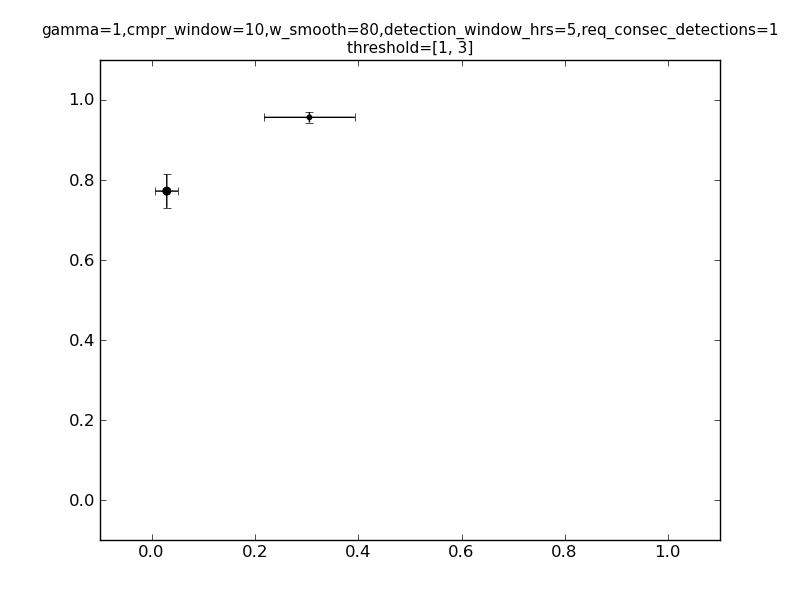 gamma=1,cmpr_window=10,w_smooth=80,detection_window_hrs=5,req_consec_detections=1
threshold=[1, 3]
1.0
0.8
0.6
0.4
0.2
0.0
0.0 0.2 0.4 0.6 0.8 1.0